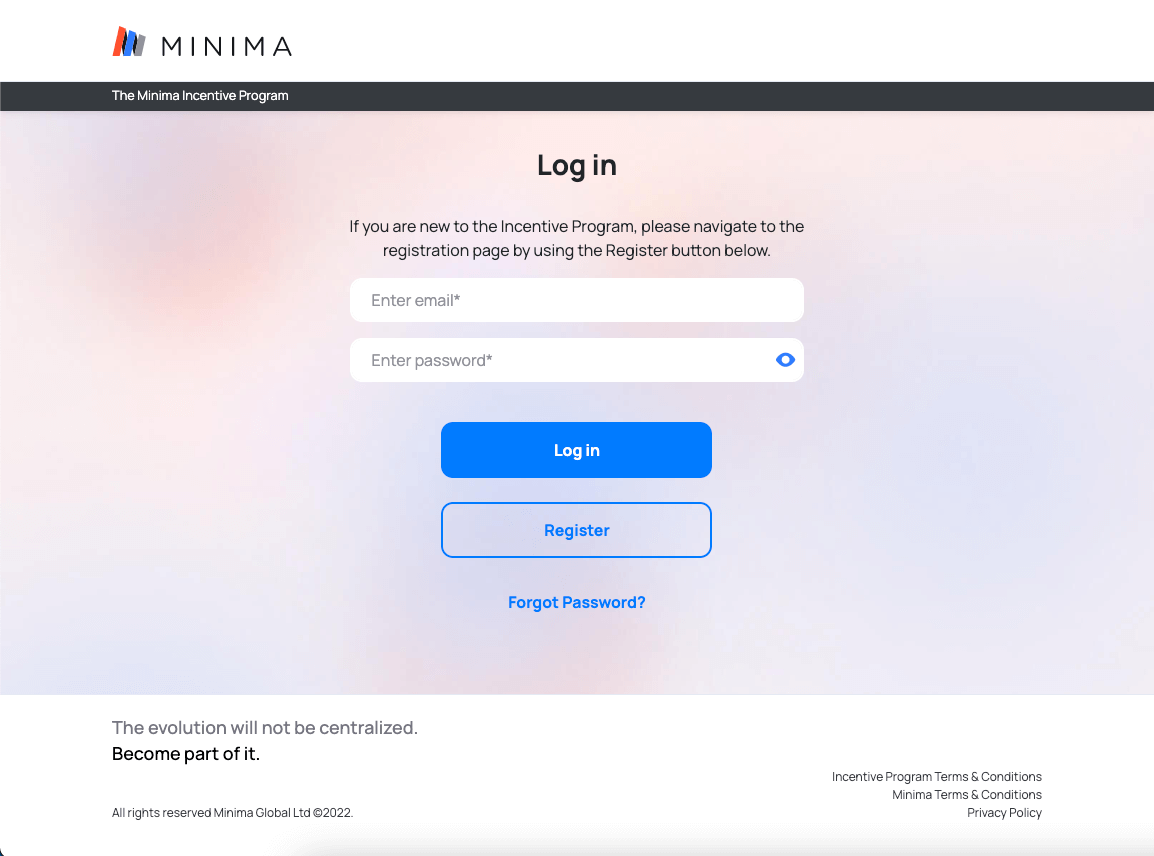 MINIMA
The Minima Incentive Program
Log in
If you are new to the Incentive Program, please navigate to the
registration page by using the Register button below.
Enter email*
Enter password*
Log in
Register
Forgot Password?
The evolution will not be centralized.
Become part of it.
Incentive Program Terms & Conditions
Minima Terms & Conditions
All rights reserved Minima Global Ltd ©2022.
Privacy Policy